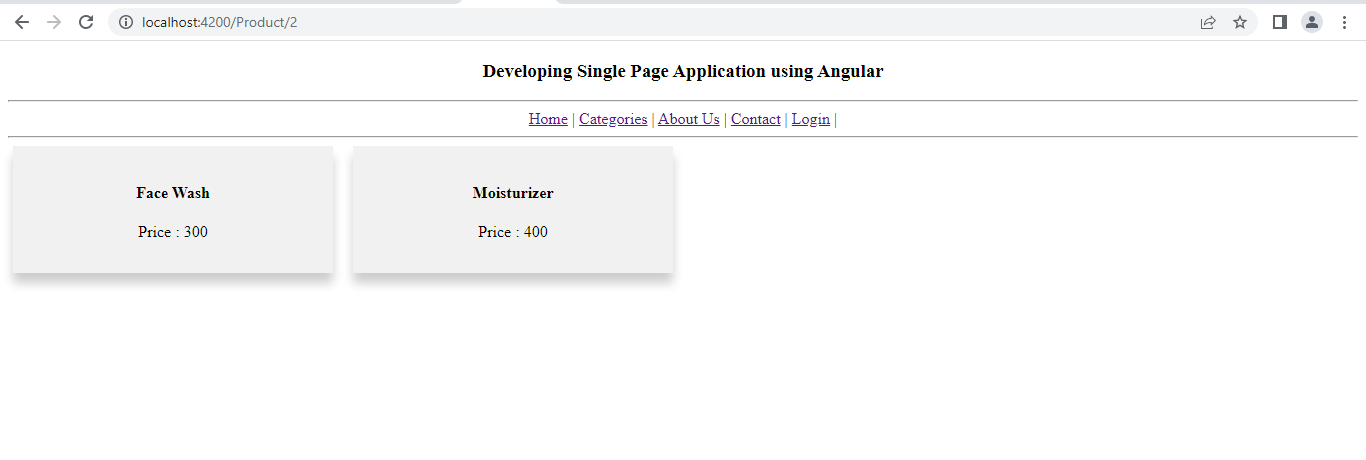 localhost:4200/Product/2
Developing Single Page Application using Angular
Home | Categories | About Us | Contact | Login |
Face Wash
Price : 300
Moisturizer
Price : 400